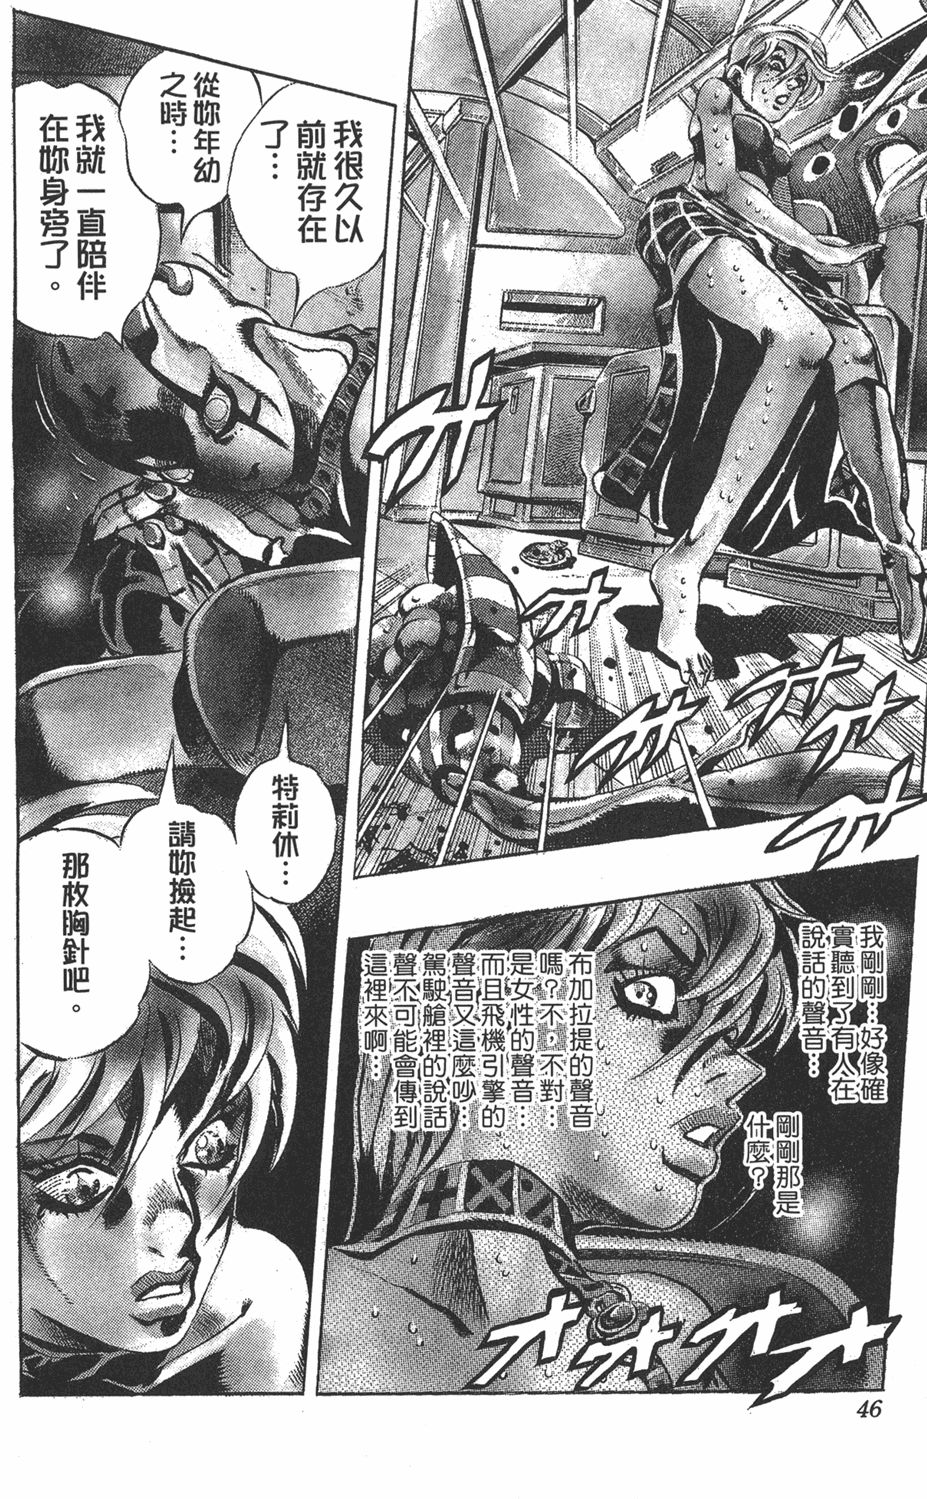 我剛剛…好像確
實聽到了有人在
說話的聲音…
剛剛那是
什麼？
布加拉提的聲音
嗎？不，不對…
是女性的聲音…
而且飛機引擎的
聲音又這麼吵…
駕駛艙裡的說話
聲不可能會傳到
這裡來啊…
我很久以
前就存在
了…
從妳年幼
之時…
我就一直陪伴
在妳身旁了。
特莉休…
請妳撿起…
那枚胸針吧。
オオオオオ
46